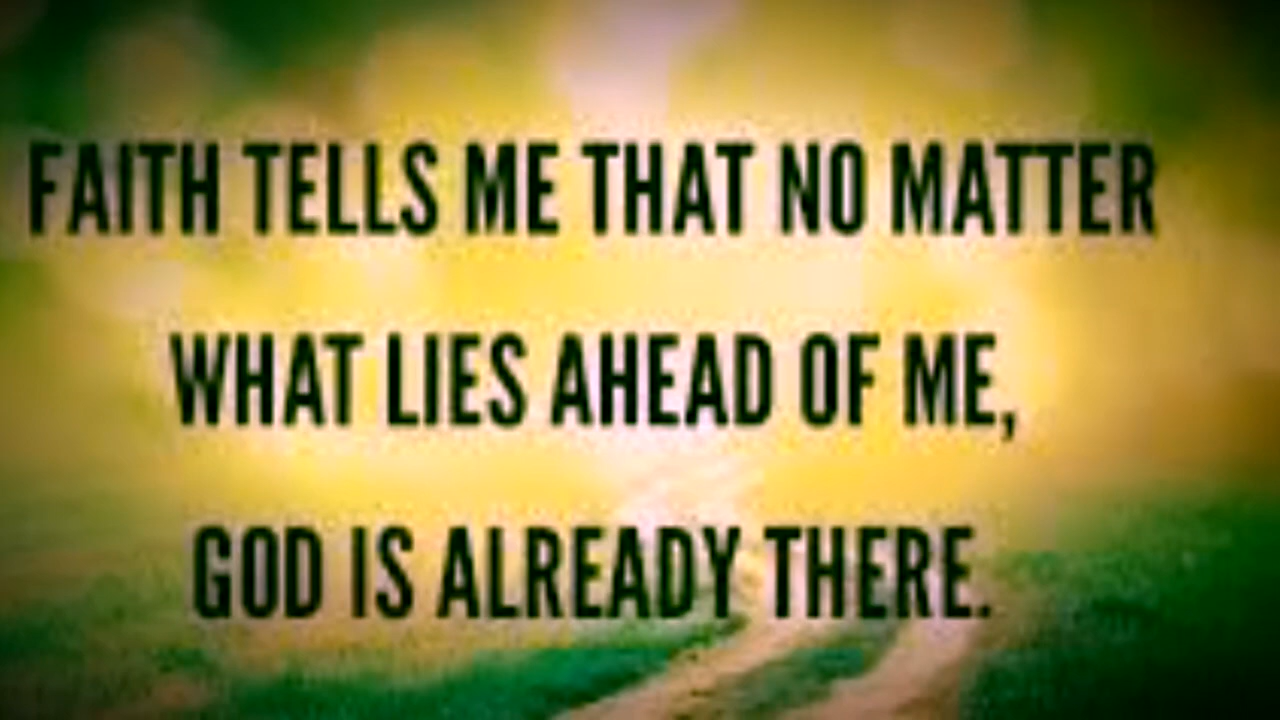 FAITH TELLS ME THAT NO MATTER
WHAT LIES AHEAD OF ME,
GOD IS ALREADY THERE.